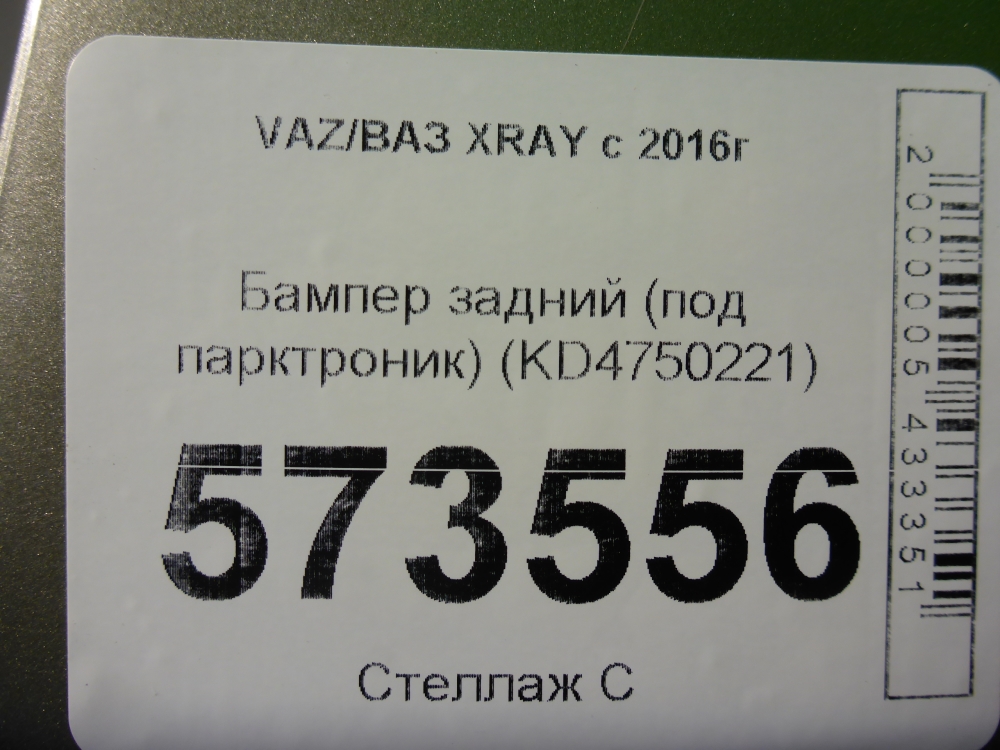 VAZ/ВАЗ XRAY с 2016г
Бампер задний (под
парктроник) (KD4750221)
573556
Стеллаж С
2000005433351